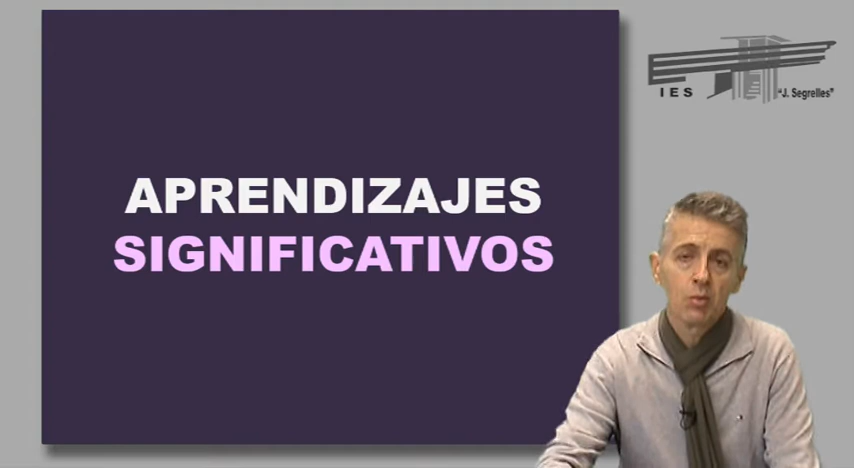 APRENDIZAJES
SIGNIFICATIVOS
IES "J. Segrelles"